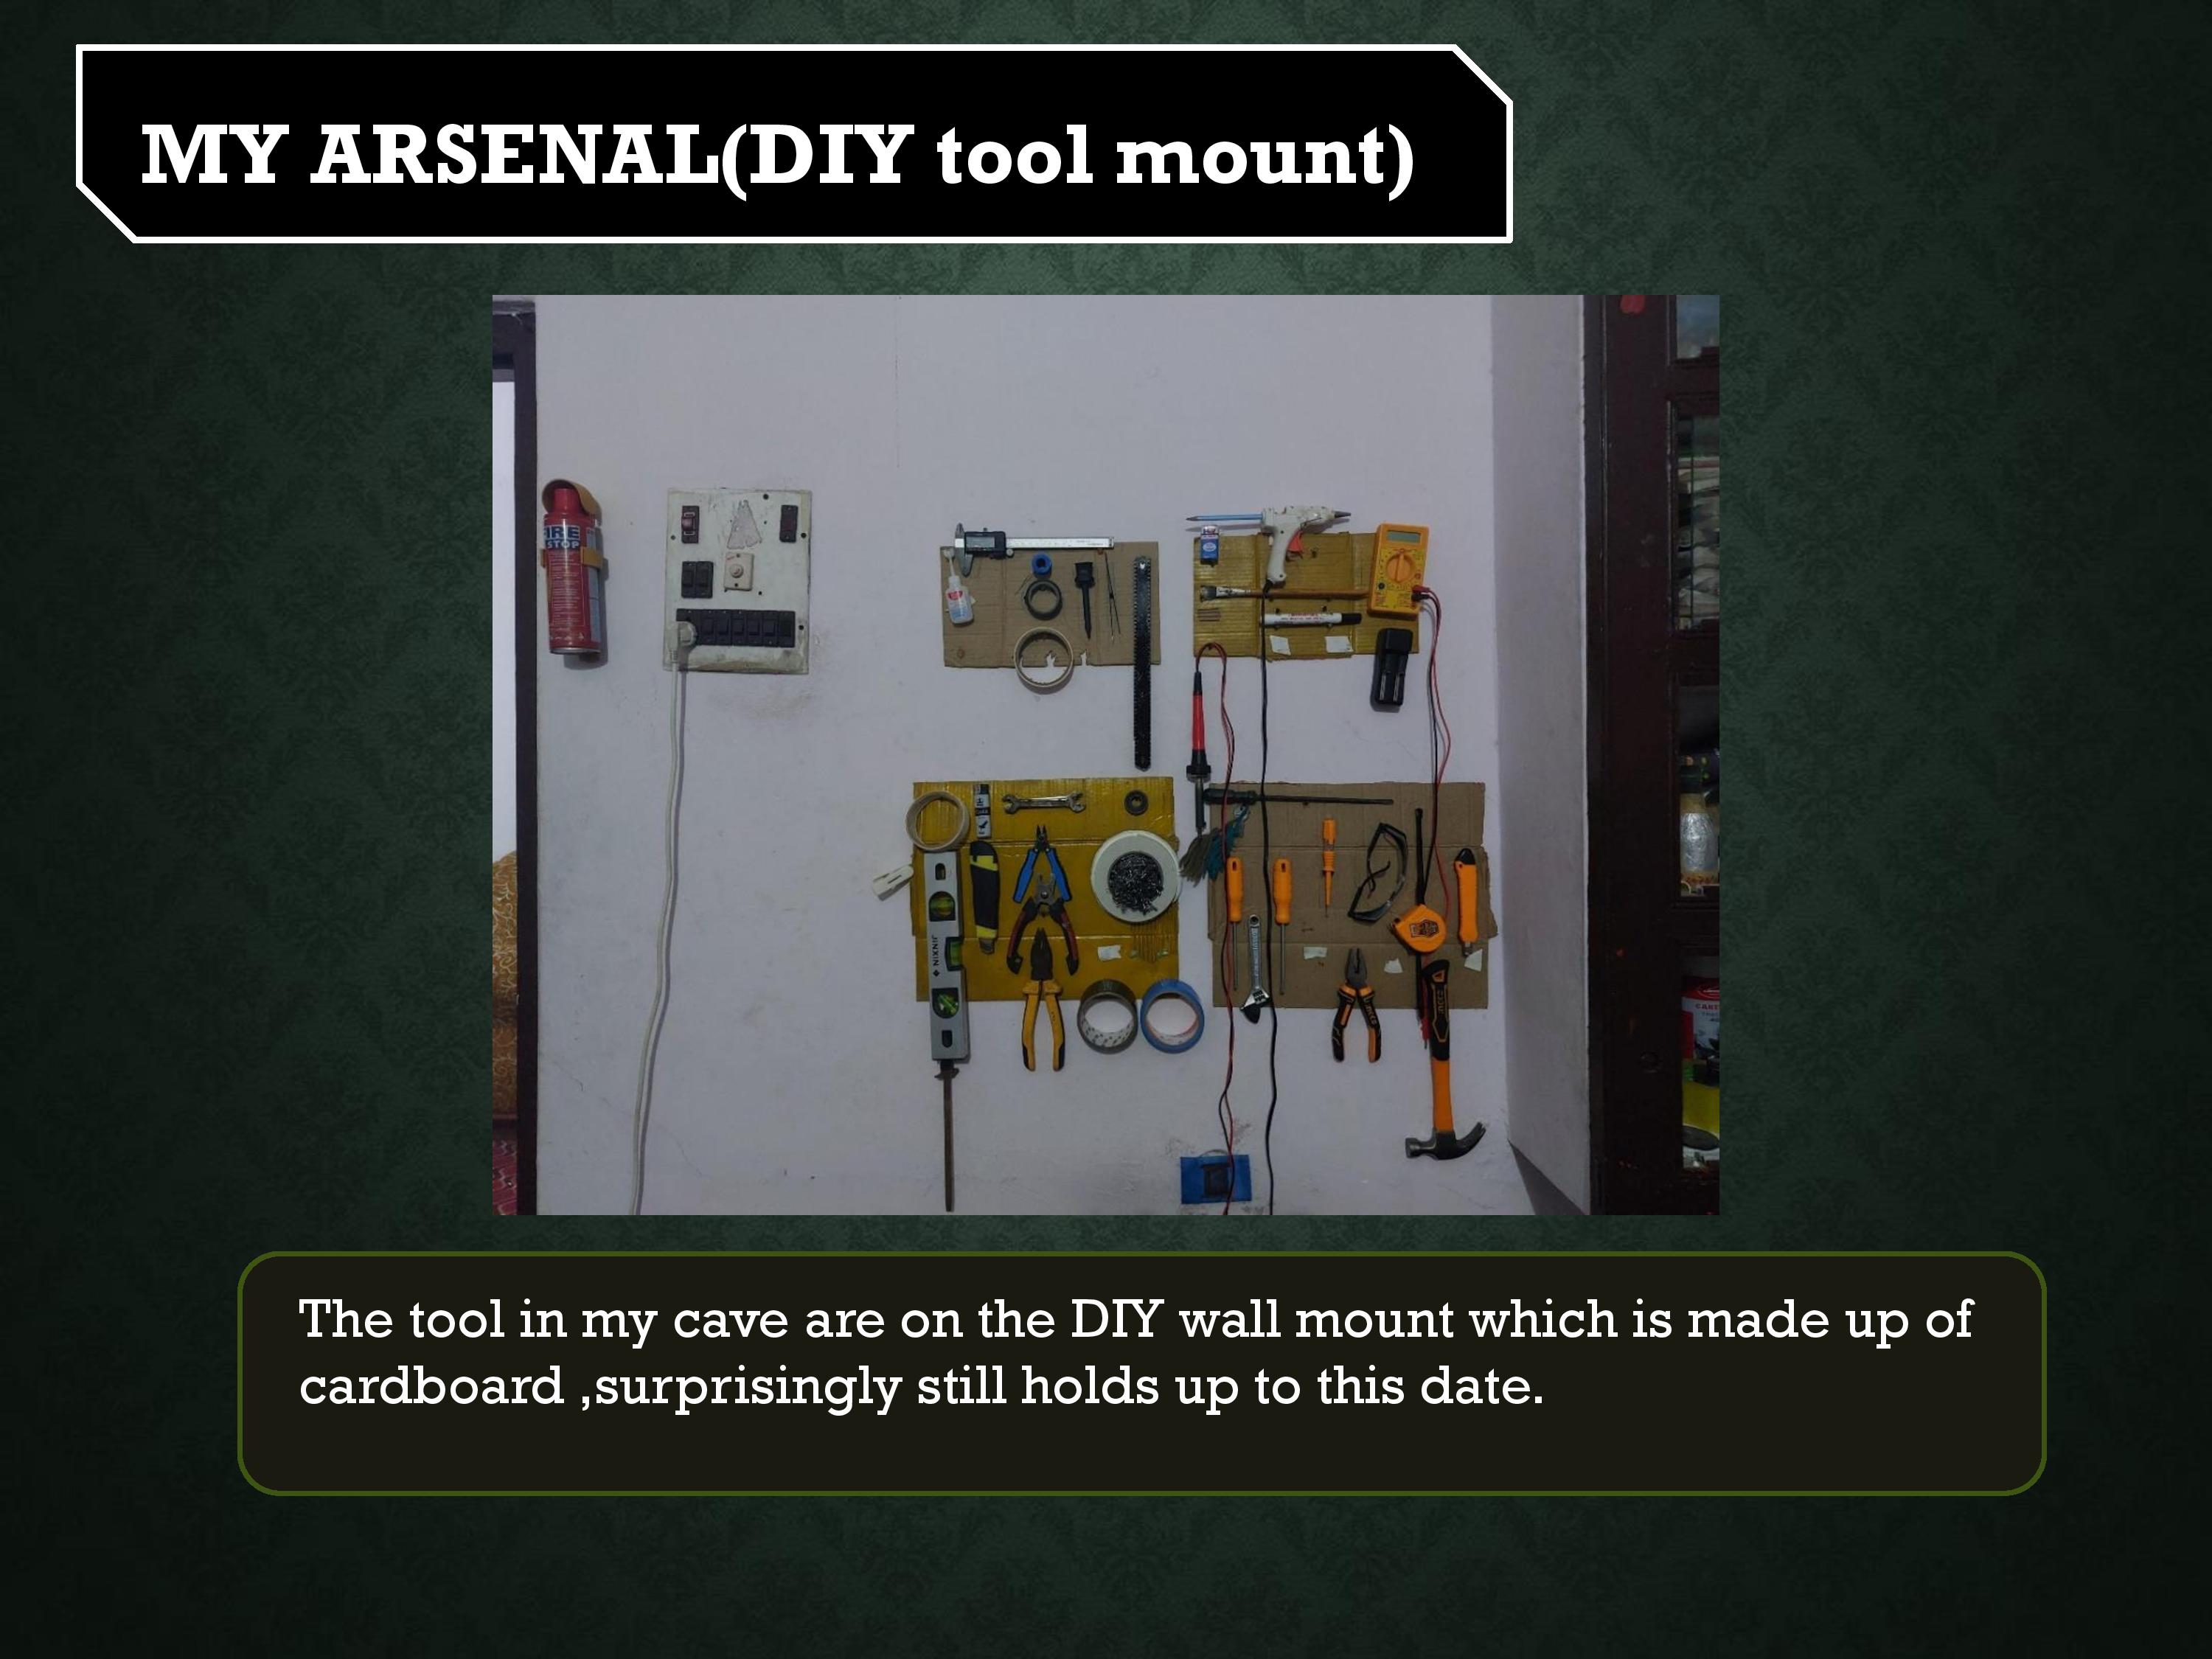 MY ARSENAL(DIY tool mount)
FIRE
STOP
JINXIN
The tool in my cave are on the DIY wall mount which is made up of
cardboard ,surprisingly still holds up to this date.